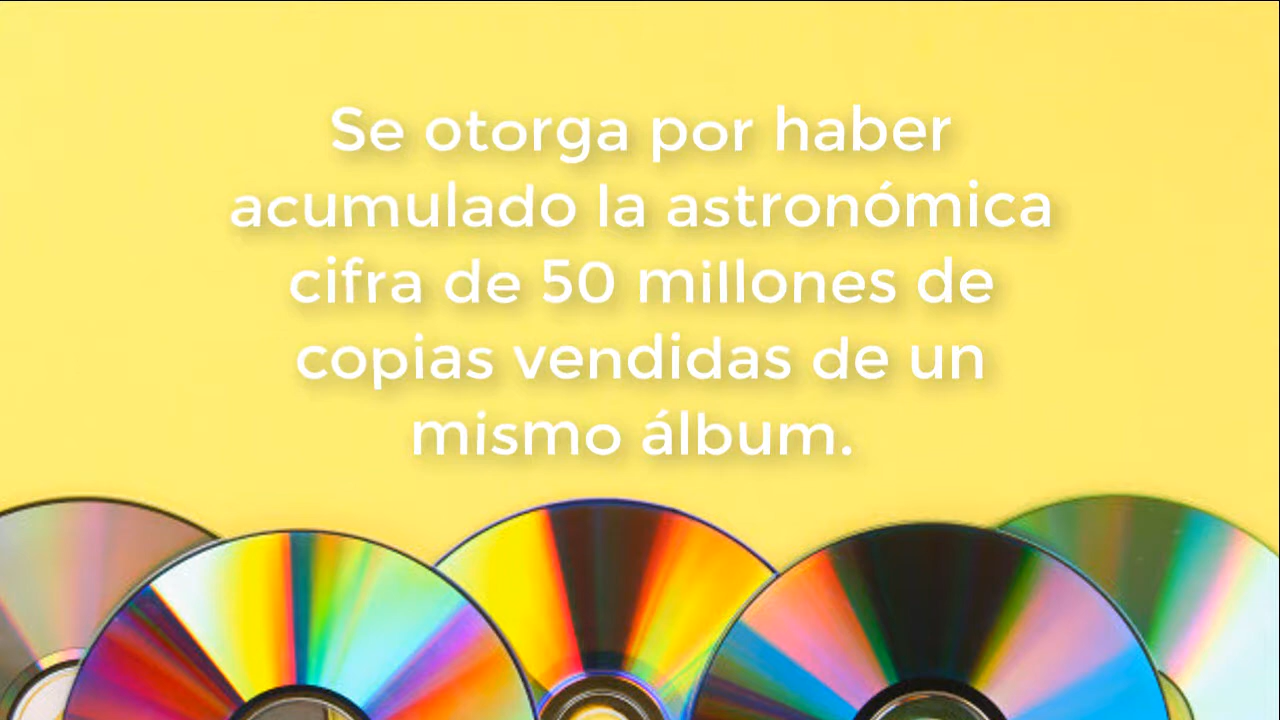 Se otorga por haber
acumulado la astronómica
cifra de 50 millones de
copias vendidas de un
mismo álbum.